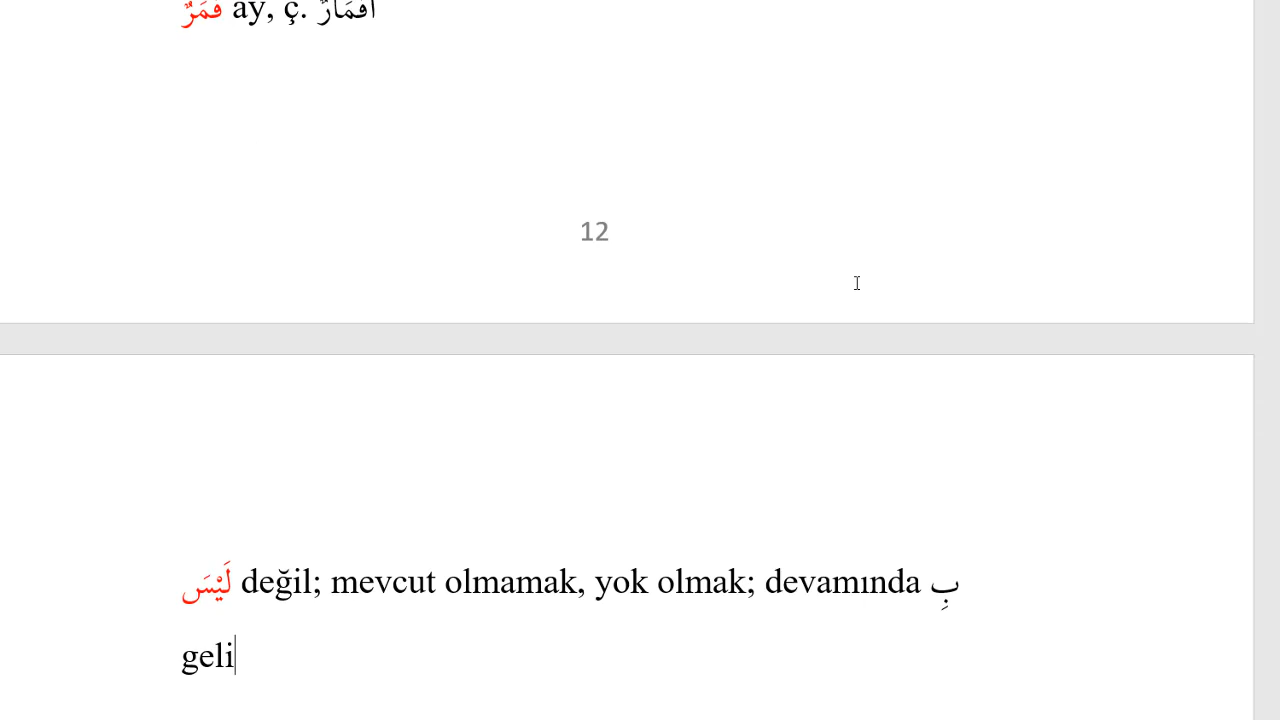 قَمَرٌ ay, ç. أَقْمَارٌ
12
لَيْسَ değil; mevcut olmamak, yok olmak; devamında بِ
geli